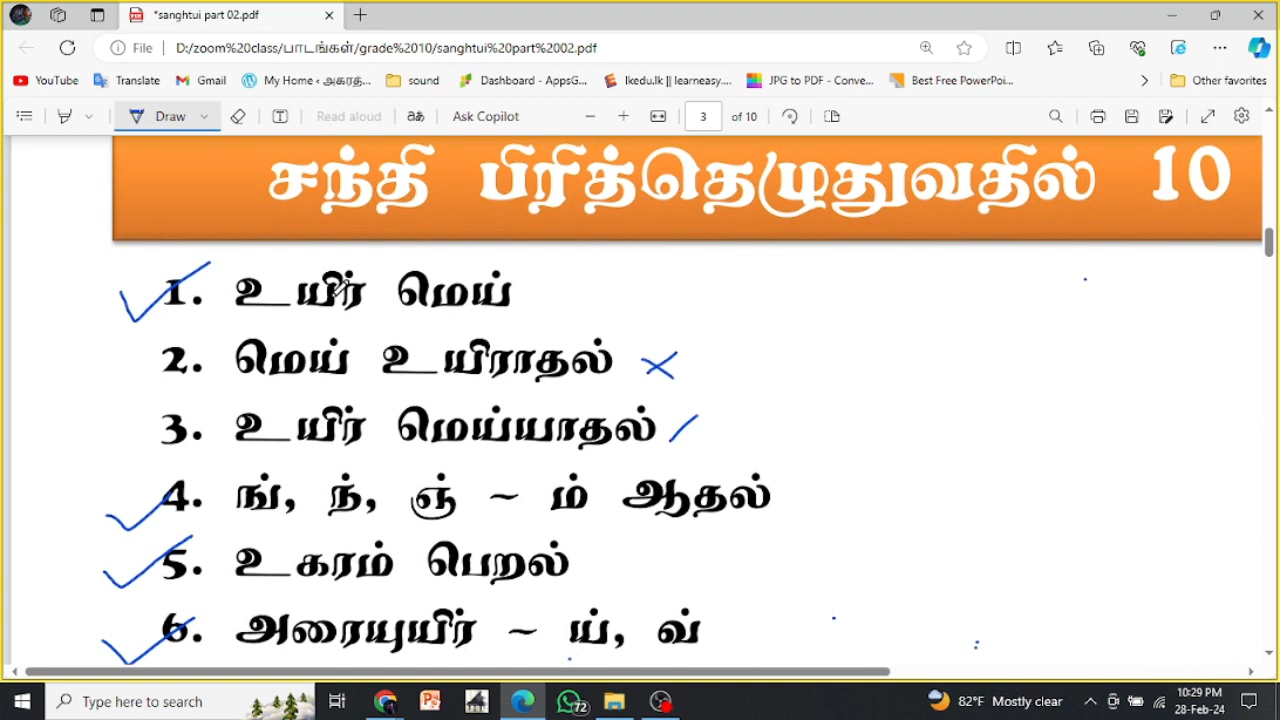 *sanghtui part 02.pdf
File D:/zoom%20class/பாடங்கள்/grade%2010/sanghtui%20part%2002.pdf
YouTube Translate Gmail My Home ‹ அகரத்... sound Dashboard - AppsG... Ikedu.lk || learneasy.... JPG to PDF - Conve... Best Free PowerPoi... Other favorites
Draw Read aloud Ask Copilot 3 of 10
சந்தி பிரித்தெழுதுவதில் 10
1. உயிர் மெய்
2. மெய் உயிராதல்
3. உயிர் மெய்யாதல்
4. ங், ந், ஞ் ~ ம் ஆதல்
5. உகரம் பெறல்
6. அரையுயிர் ~ ய், வ்
Type here to search 72 82°F Mostly clear 10:29 PM
28-Feb-24